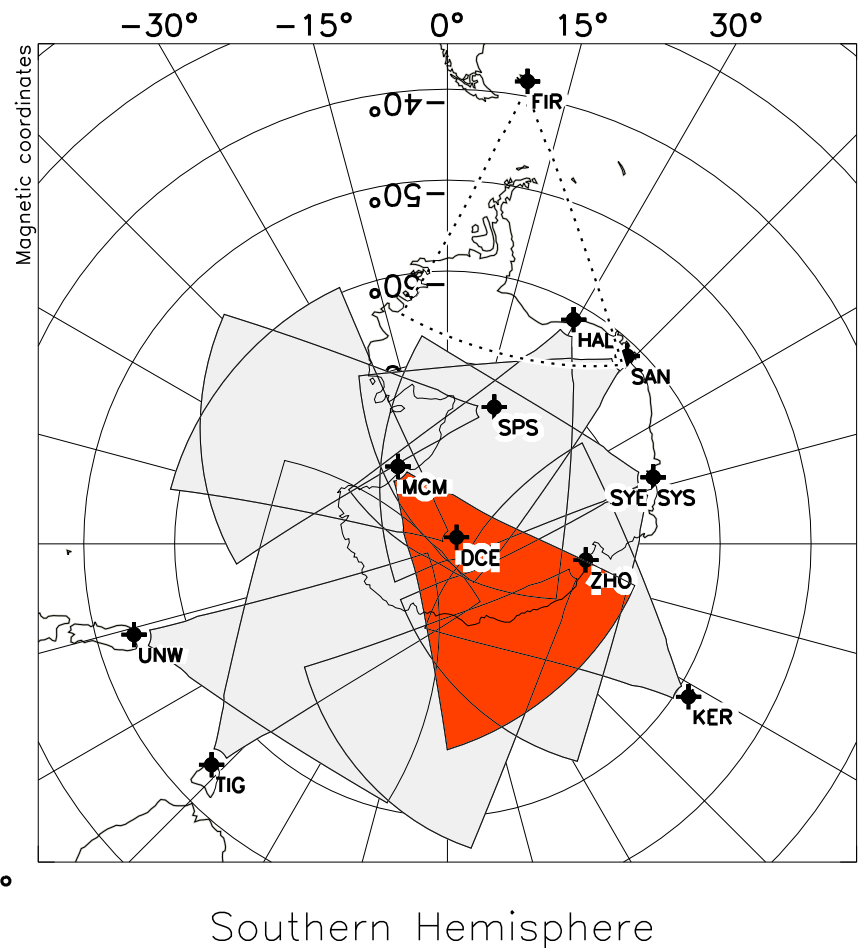 −30° −15° 0° 15° 30°
Magnetic coordinates
−40°
FIR
−50°
HAL
SAN
SPS
MCM
SYE SYS
DCE
ZHO
UNW
KER
TIG
Southern Hemisphere